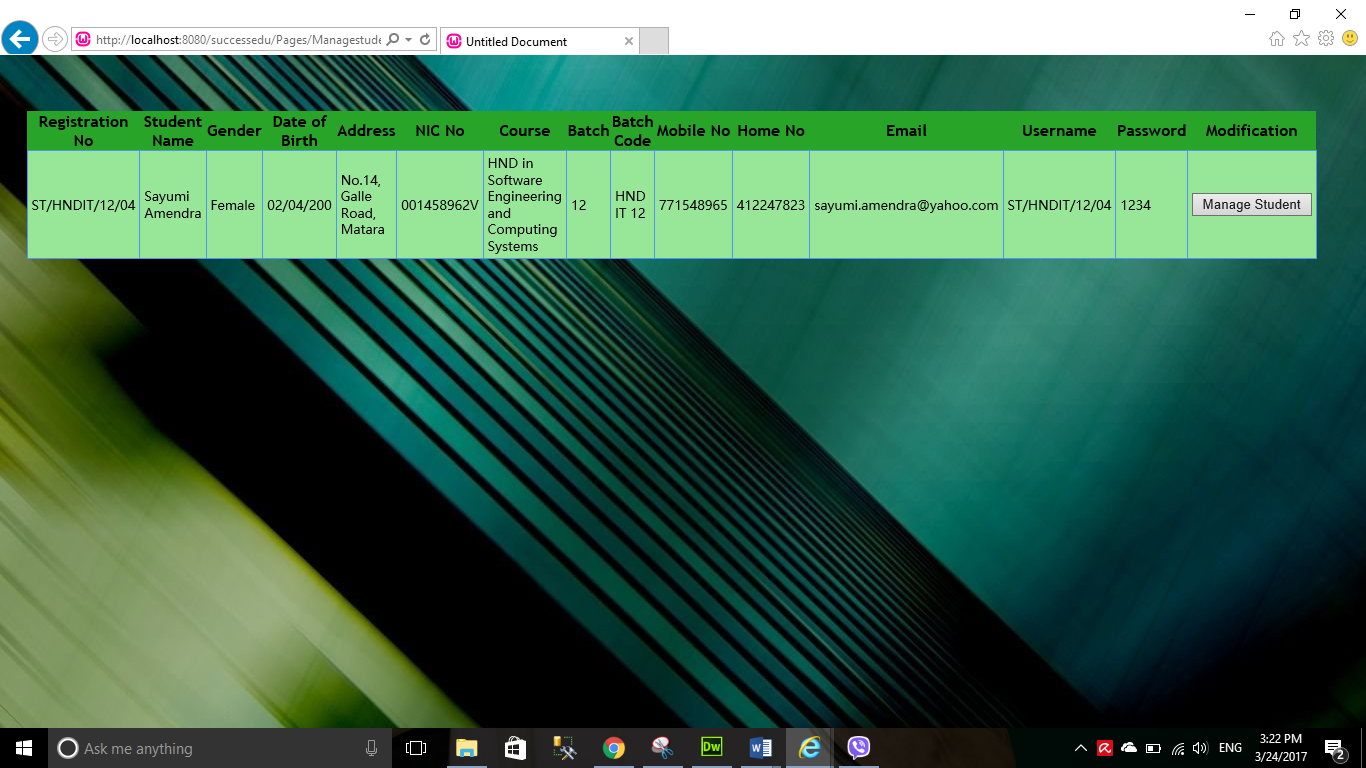 http://localhost:8080/successedu/Pages/Managestude
Untitled Document
Registration No
Student Name
Gender
Date of Birth
Address
NIC No
Course
Batch
Batch Code
Mobile No
Home No
Email
Username
Password
Modification
ST/HNDIT/12/04
Sayumi
Amendra
Female
02/04/200
No.14,
Galle
Road,
Matara
001458962V
HND in
Software
Engineering
and
Computing
Systems
12
HND
IT 12
771548965
412247823
sayumi.amendra@yahoo.com
ST/HNDIT/12/04
1234
Manage Student
Ask me anything
Dw
ENG
3:22 PM
3/24/2017
2